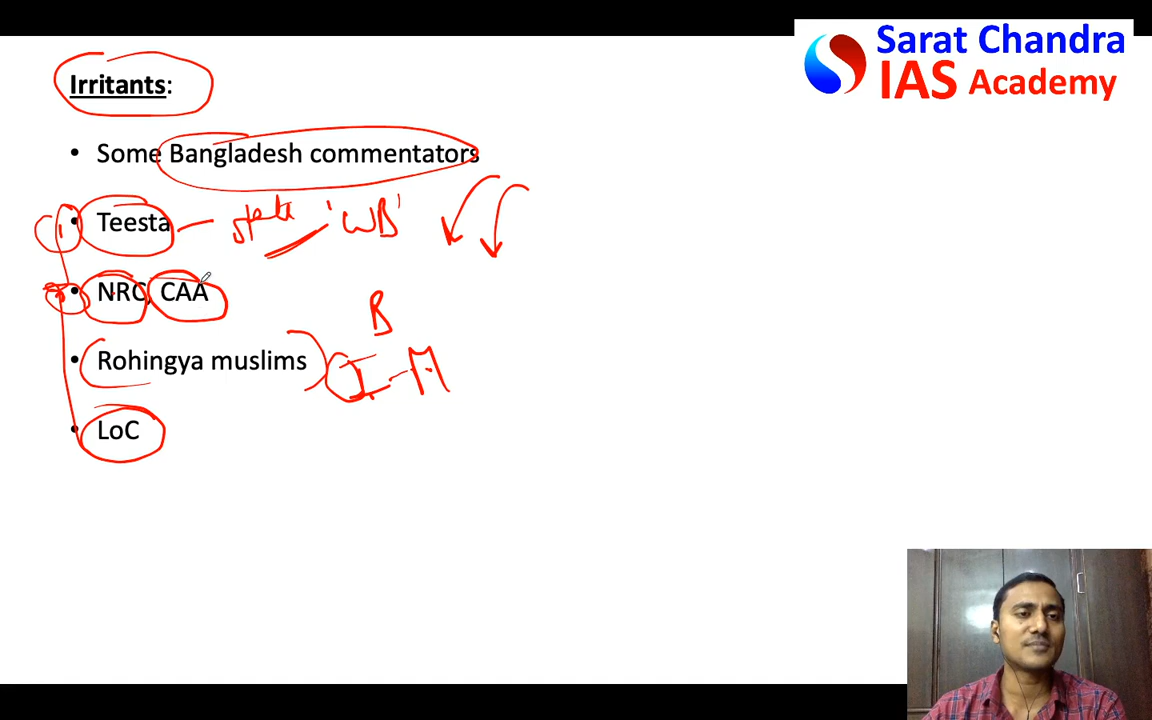 Sarat Chandra
IAS Academy
Irritants:
• Some Bangladesh commentators
• Teesta - state 'WB'
• NRC, CAA
B
• Rohingya muslims I-M
• LoC